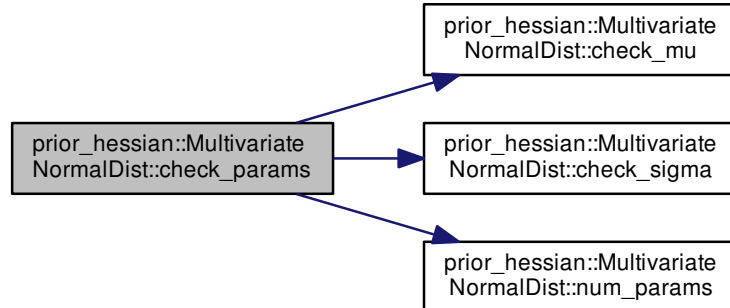 prior_hessian::Multivariate
NormalDist::check_mu
prior_hessian::Multivariate
NormalDist::check_params
prior_hessian::Multivariate
NormalDist::check_sigma
prior_hessian::Multivariate
NormalDist::num_params